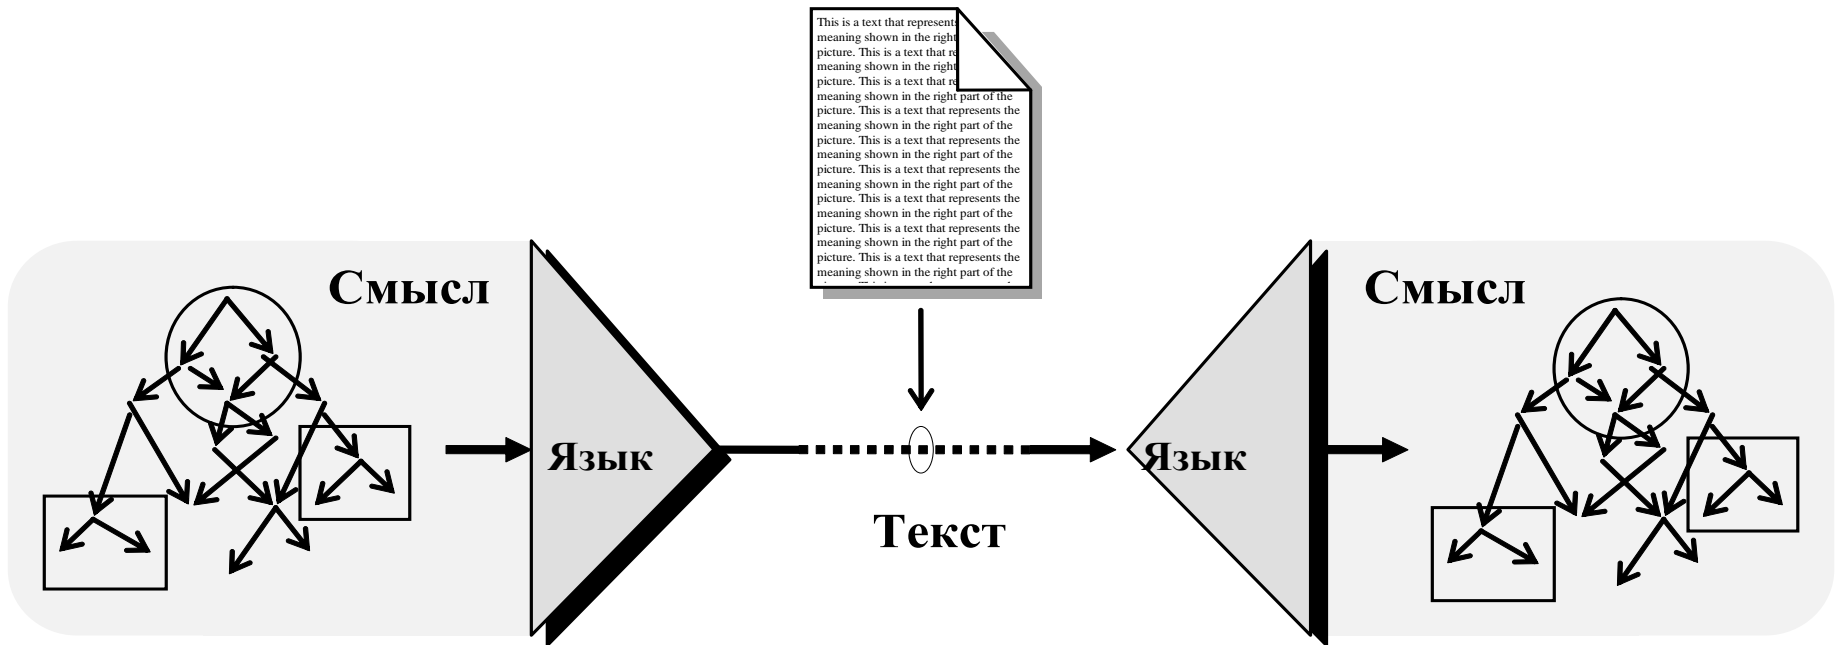 This is a text that represents
meaning shown in the right
picture. This is a text that re
meaning shown in the right
picture. This is a text that re
meaning shown in the right part of the
picture. This is a text that represents the
meaning shown in the right part of the
picture. This is a text that represents the
meaning shown in the right part of the
picture. This is a text that represents the
meaning shown in the right part of the
picture. This is a text that represents the
meaning shown in the right part of the
picture. This is a text that represents the
meaning shown in the right part of the
picture. This is a text that represents the
meaning shown in the right part of the
Смысл
Смысл
Язык
Язык
Текст